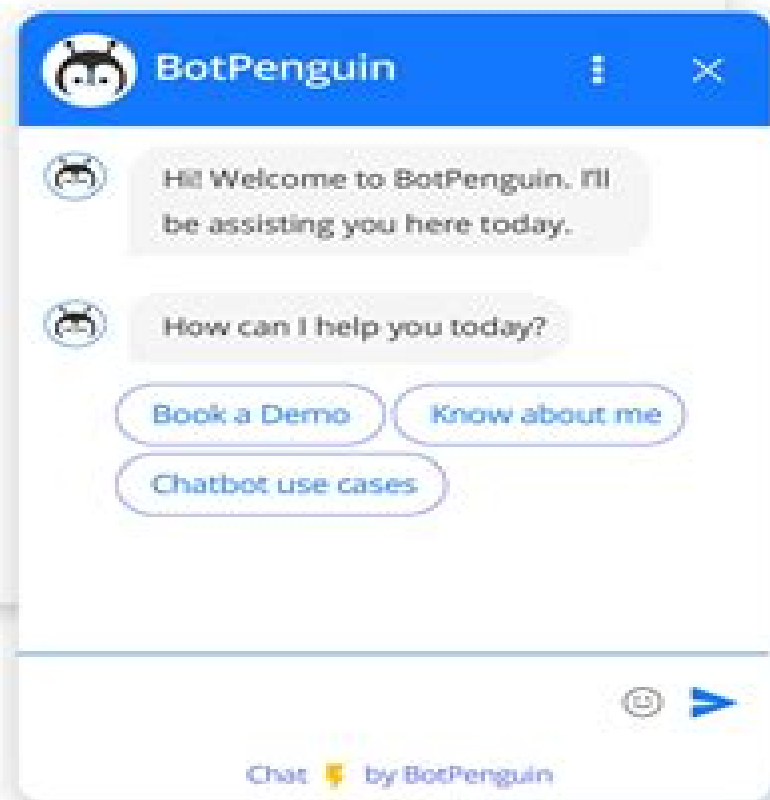 BotPenguin
Hi! Welcome to BotPenguin. I'll
be assisting you here today.
How can I help you today?
Book a Demo Know about me
Chatbot use cases
Chat by BotPenguin